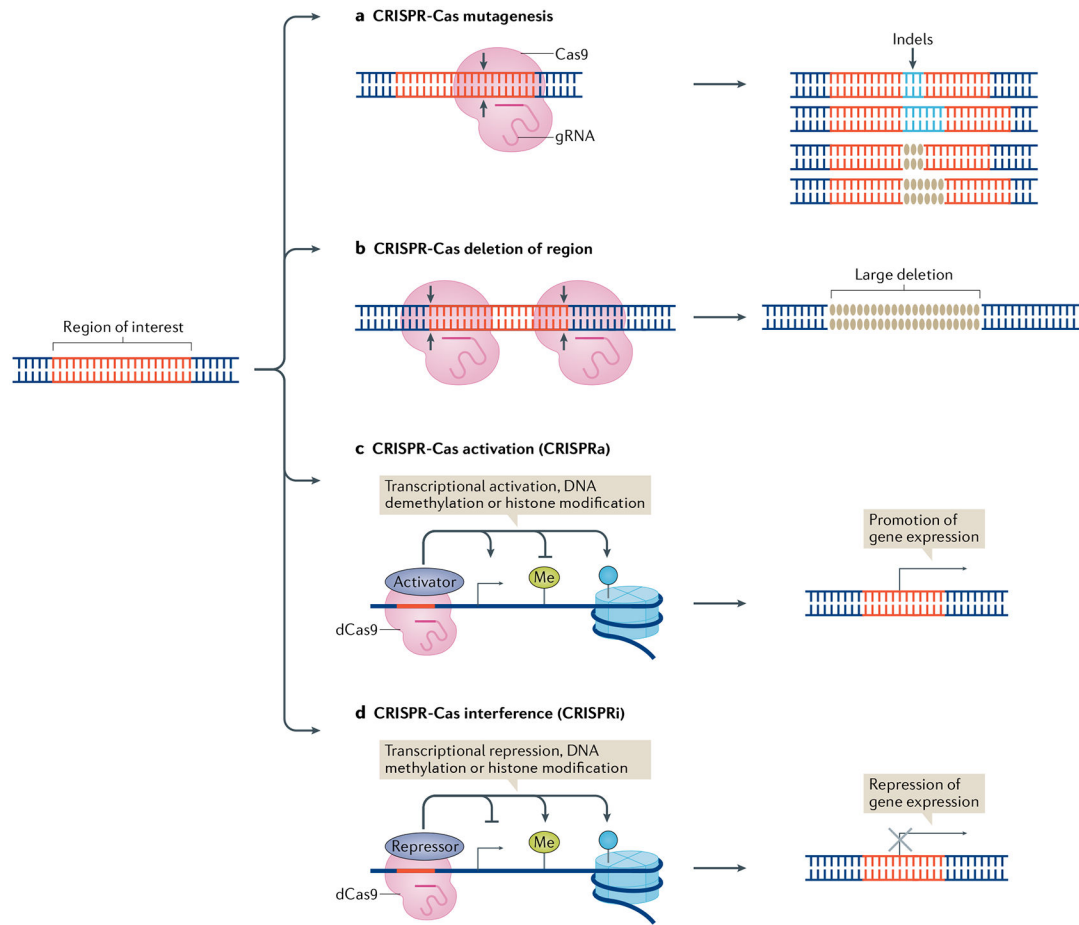 a CRISPR-Cas mutagenesis
Cas9
gRNA
Indels
b CRISPR-Cas deletion of region
Large deletion
Region of interest
c CRISPR-Cas activation (CRISPRa)
Transcriptional activation, DNA
demethylation or histone modification
Activator
Me
dCas9
Promotion of
gene expression
d CRISPR-Cas interference (CRISPRi)
Transcriptional repression, DNA
methylation or histone modification
Repressor
Me
dCas9
Repression of
gene expression